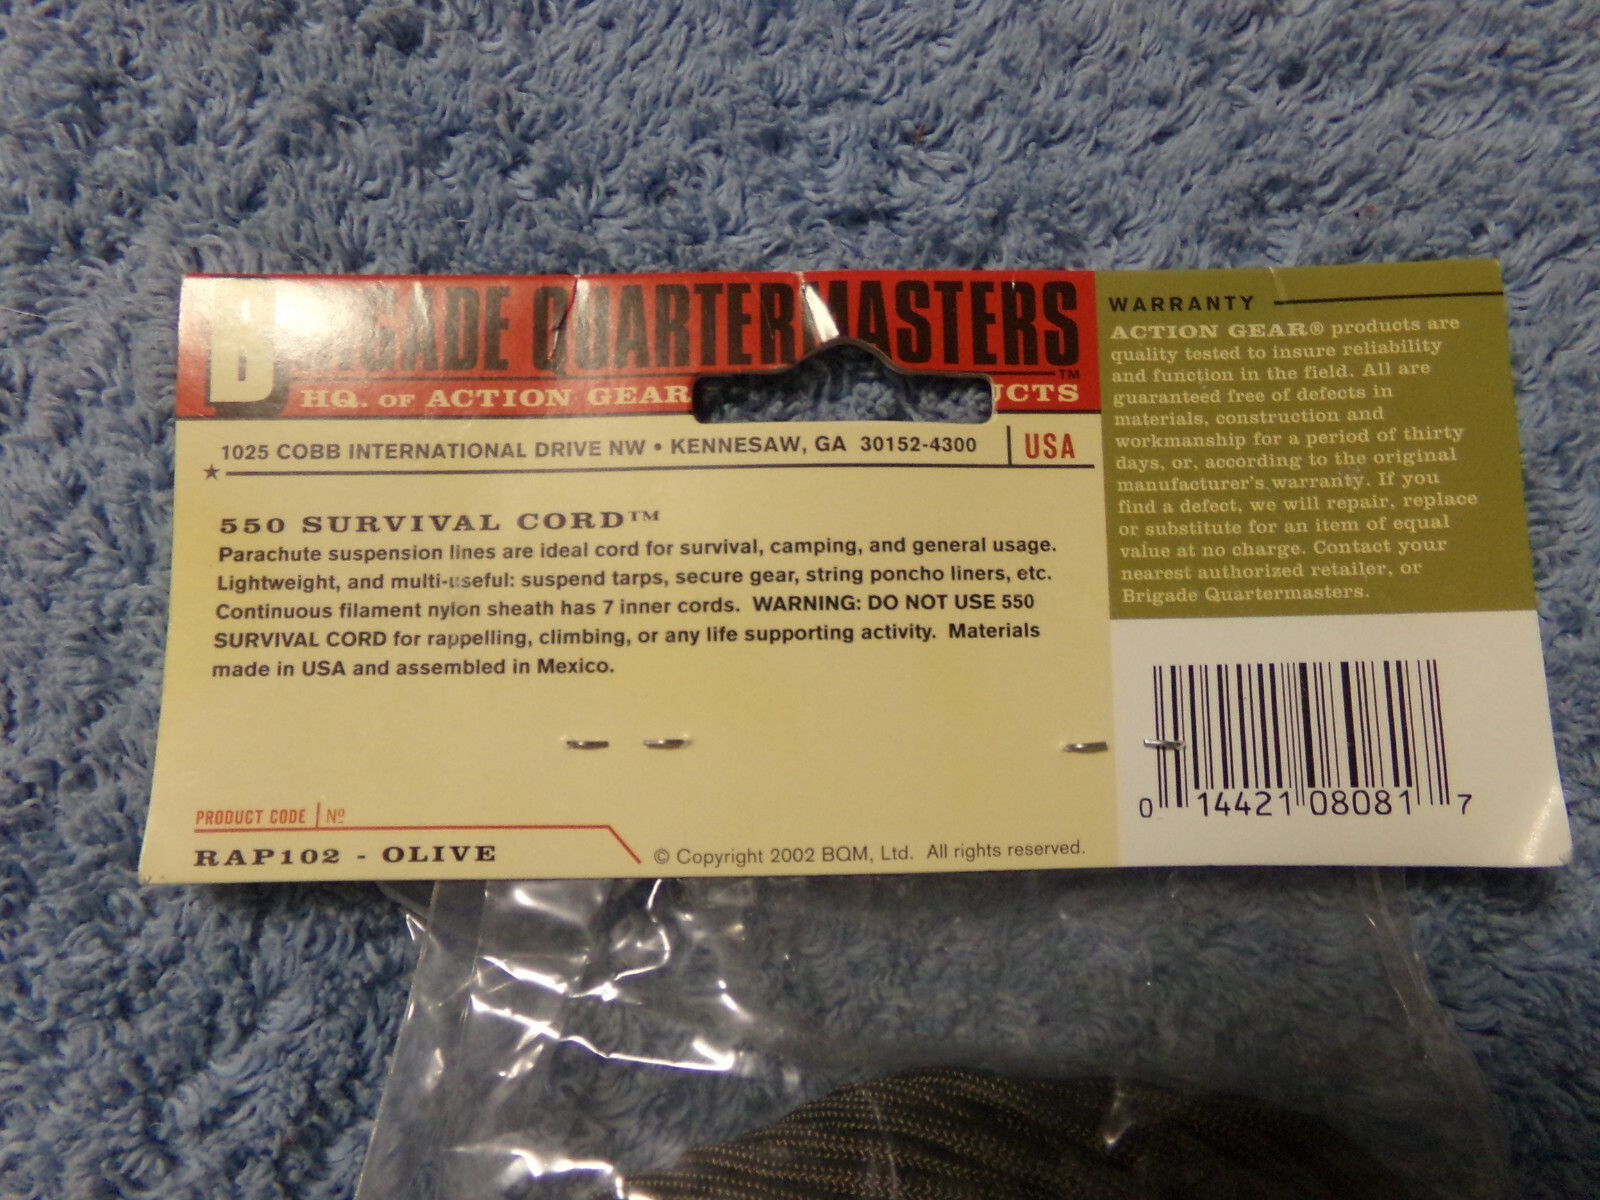 BRIGADE QUARTERMASTERS™
HQ. OF ACTION GEAR
1025 COBB INTERNATIONAL DRIVE NW • KENNESAW, GA 30152-4300
USA
550 SURVIVAL CORD™
Parachute suspension lines are ideal cord for survival, camping, and general usage.
Lightweight, and multi-useful: suspend tarps, secure gear, string poncho liners, etc.
Continuous filament nylon sheath has 7 inner cords. WARNING: DO NOT USE 550
SURVIVAL CORD for rappelling, climbing, or any life supporting activity. Materials
made in USA and assembled in Mexico.
PRODUCT CODE | Nº
RAP102 - OLIVE
© Copyright 2002 BQM, Ltd. All rights reserved.
WARRANTY
ACTION GEAR® products are
quality tested to insure reliability
and function in the field. All are
guaranteed free of defects in
materials, construction and
workmanship for a period of thirty
days, or, according to the original
manufacturer's warranty. If you
find a defect, we will repair, replace
or substitute for an item of equal
value at no charge. Contact your
nearest authorized retailer, or
Brigade Quartermasters.
0 14421 08081 7